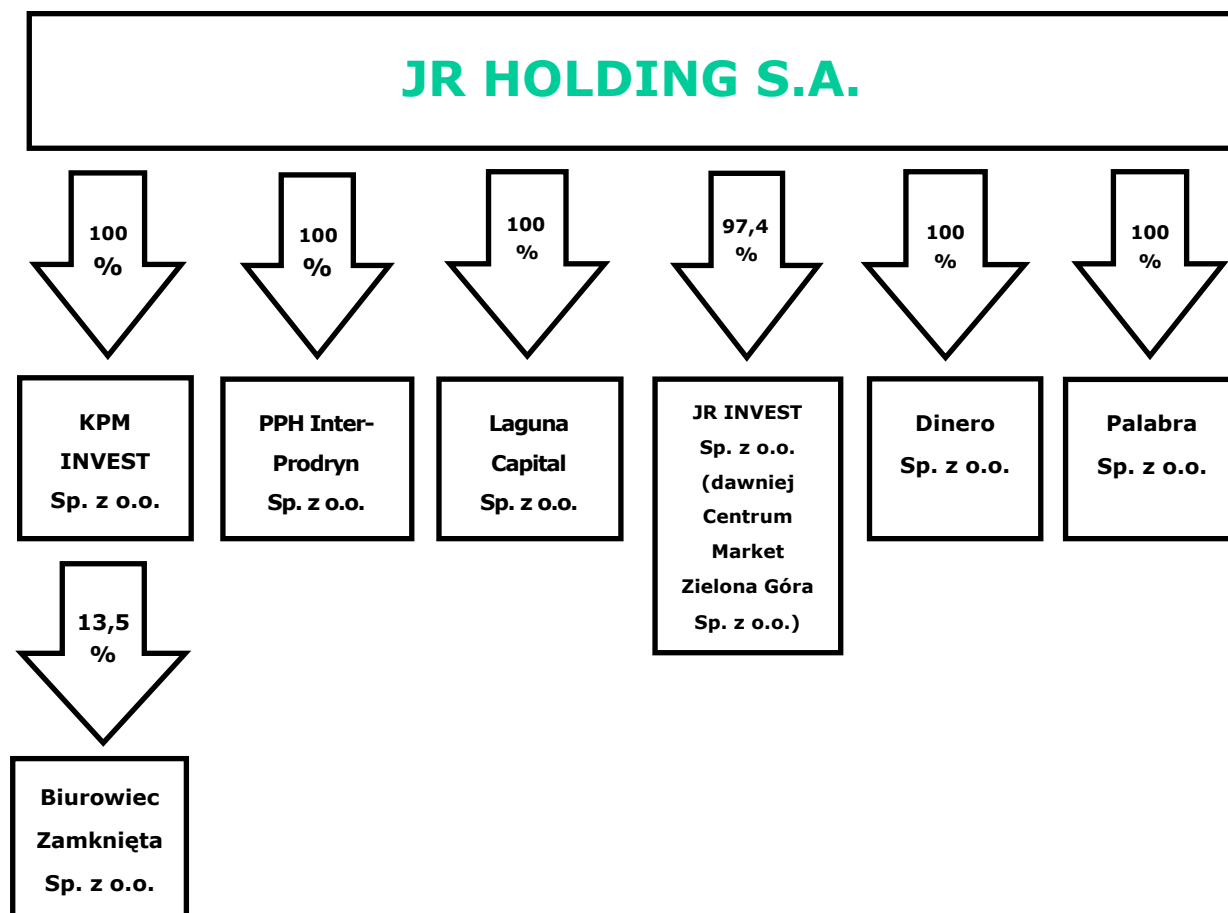 JR HOLDING S.A.
100
%
100
%
100
%
97,4
%
100
%
100
%
KPM
INVEST
Sp. z o.o.
PPH Inter-
Prodryn
Sp. z o.o.
Laguna
Capital
Sp. z o.o.
JR INVEST
Sp. z o.o.
(dawniej
Centrum
Market
Zielona Góra
Sp. z o.o.)
Dinero
Sp. z o.o.
Palabra
Sp. z o.o.
13,5
%
Biurowiec
Zamknięta
Sp. z o.o.